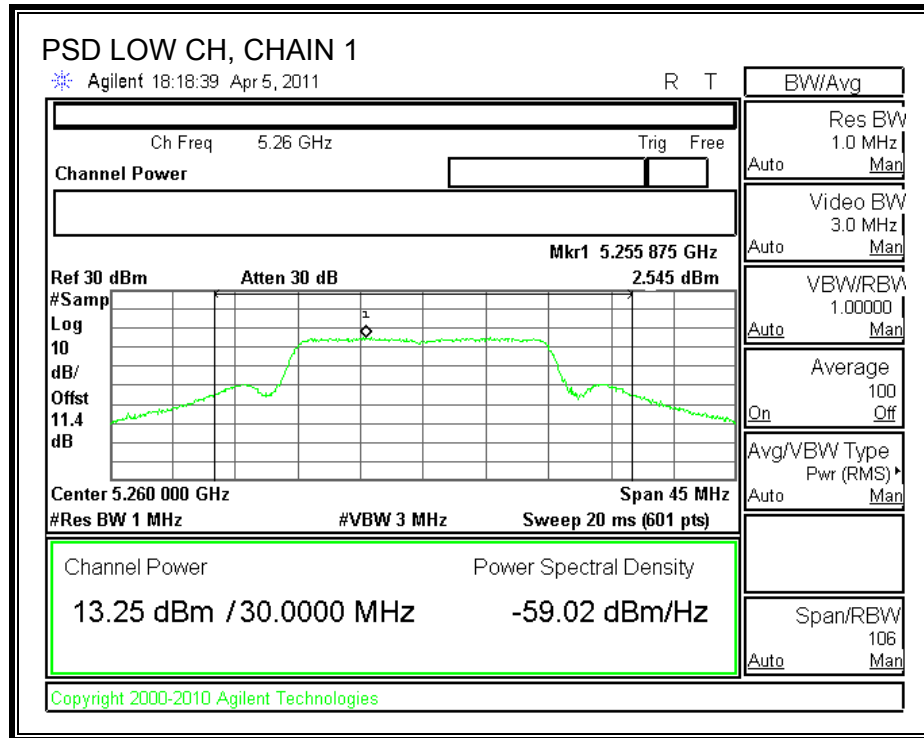 PSD LOW CH, CHAIN 1
Agilent 18:18:39 Apr 5, 2011 R T
Ch Freq 5.26 GHz Trig Free
Channel Power
Mkr1 5.255 875 GHz
Ref 30 dBm Atten 30 dB 2.545 dBm
#Samp
Log
10
dB/
Offst
11.4
dB
1
Center 5.260 000 GHz Span 45 MHz
#Res BW 1 MHz #VBW 3 MHz Sweep 20 ms (601 pts)
Channel Power Power Spectral Density
13.25 dBm / 30.0000 MHz -59.02 dBm/Hz
Copyright 2000-2010 Agilent Technologies
BW/Avg
Res BW
1.0 MHz
Auto Man
Video BW
3.0 MHz
Auto Man
VBW/RBW
1.00000
Auto Man
Average
100
On Off
Avg/VBW Type
Pwr (RMS)
Auto Man
Span/RBW
106
Auto Man